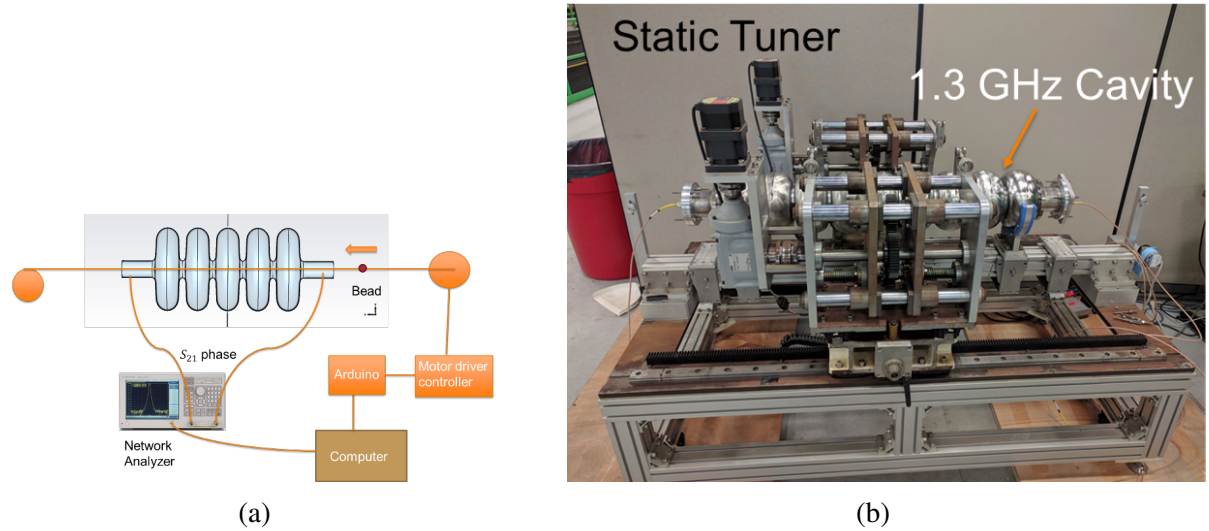 Bead
S₂₁ phase
Arduino
Motor driver
controller
Network
Analyzer
Computer
(a)
Static Tuner
1.3 GHz Cavity
(b)